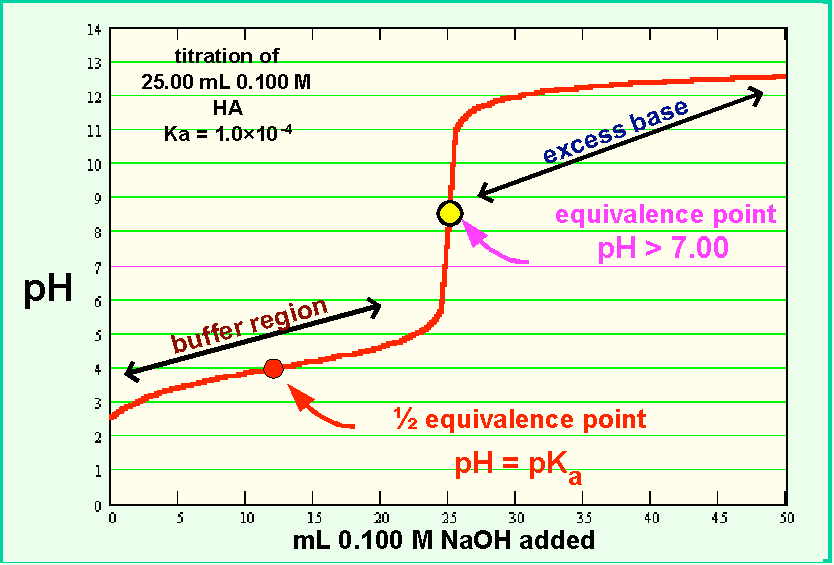 14
13
12
11
10
9
8
7
6
5
4
3
2
1
0
titration of
25.00 mL 0.100 M
HA
Ka = 1.0×10⁻⁴
excess base
equivalence point
pH > 7.00
pH
buffer region
½ equivalence point
pH = pKₐ
0 5 10 15 20 25 30 35 40 45 50
mL 0.100 M NaOH added